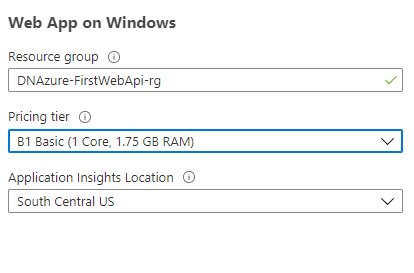 Web App on Windows
Resource group
DNAzure-FirstWebApi-rg
Pricing tier
B1 Basic (1 Core, 1.75 GB RAM)
Application Insights Location
South Central US